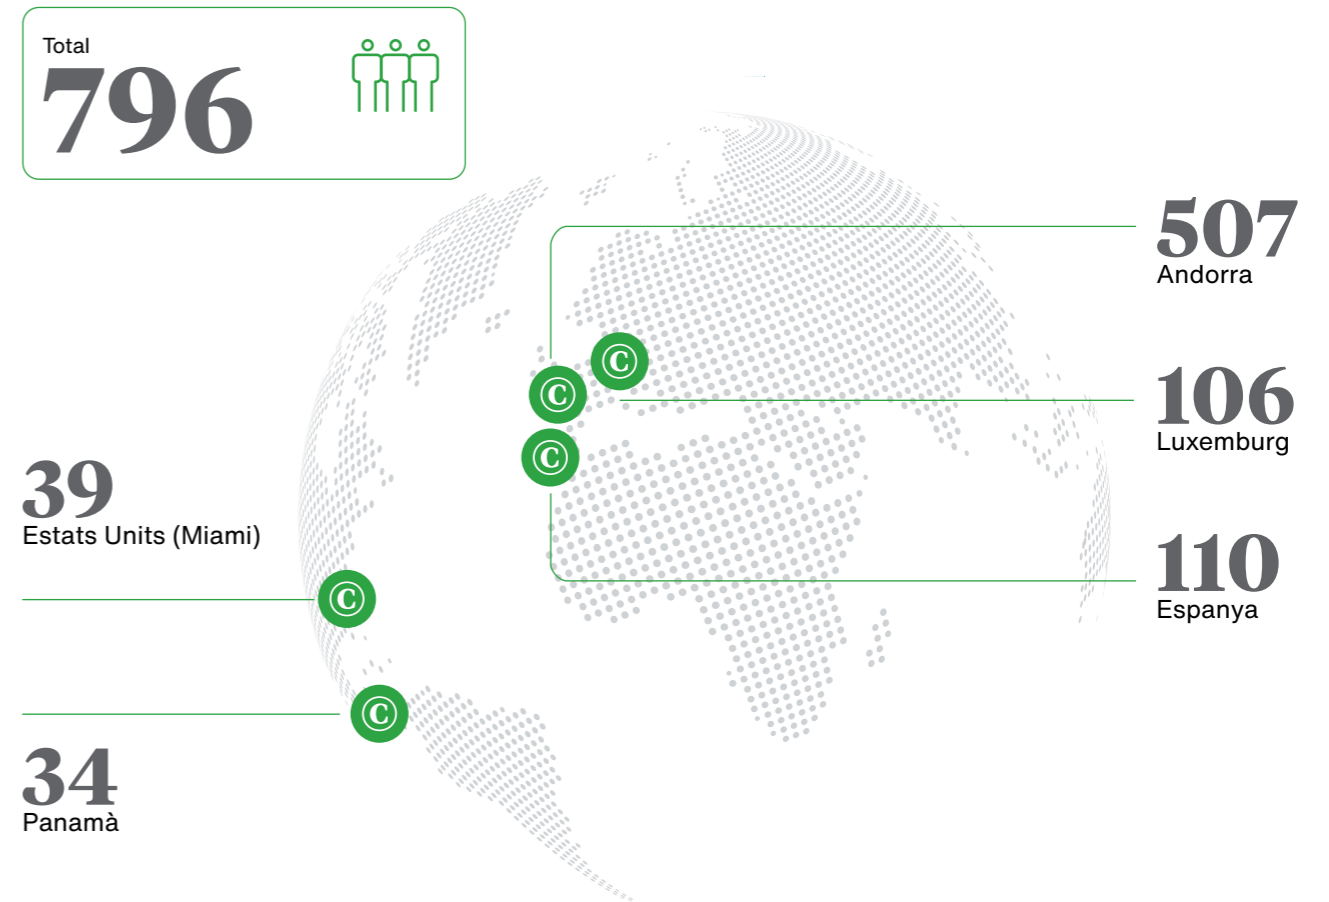 Total
796
507
Andorra
106
Luxemburg
39
Estats Units (Miami)
110
Espanya
34
Panamà
C
C
C
C
C